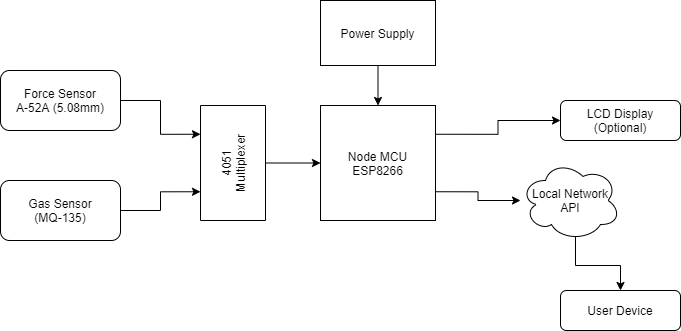 Power Supply
Force Sensor
A-52A (5.08mm)
4051
Multiplexer
Node MCU
ESP8266
LCD Display
(Optional)
Gas Sensor
(MQ-135)
Local Network
API
User Device